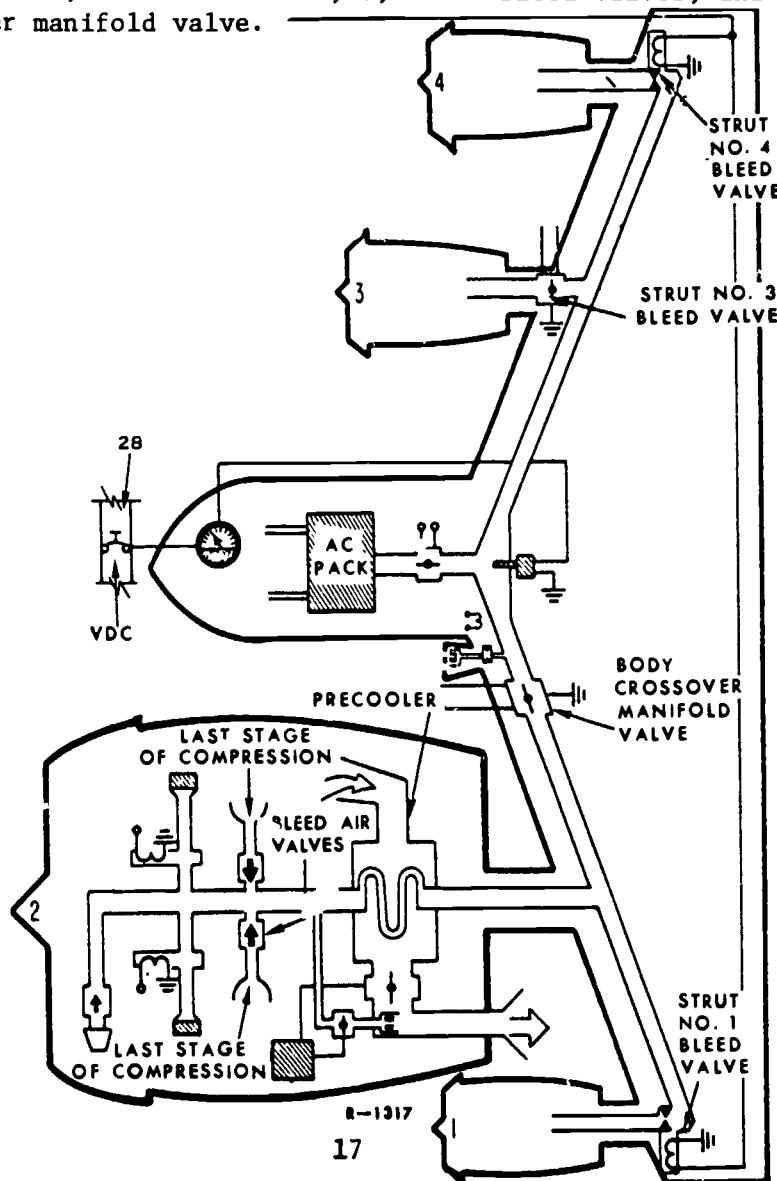 er manifold valve.
4
STRUT
NO. 4
BLEED
VALVE
3
STRUT NO. 3
BLEED VALVE
28
AC
PACK
VDC
BODY
CROSSOVER
MANIFOLD
VALVE
PRECOOLER
LAST STAGE
OF COMPRESSION
BLEED AIR
VALVES
2
STRUT
NO. 1
BLEED
VALVE
LAST STAGE
OF COMPRESSION
R-1317
1
17